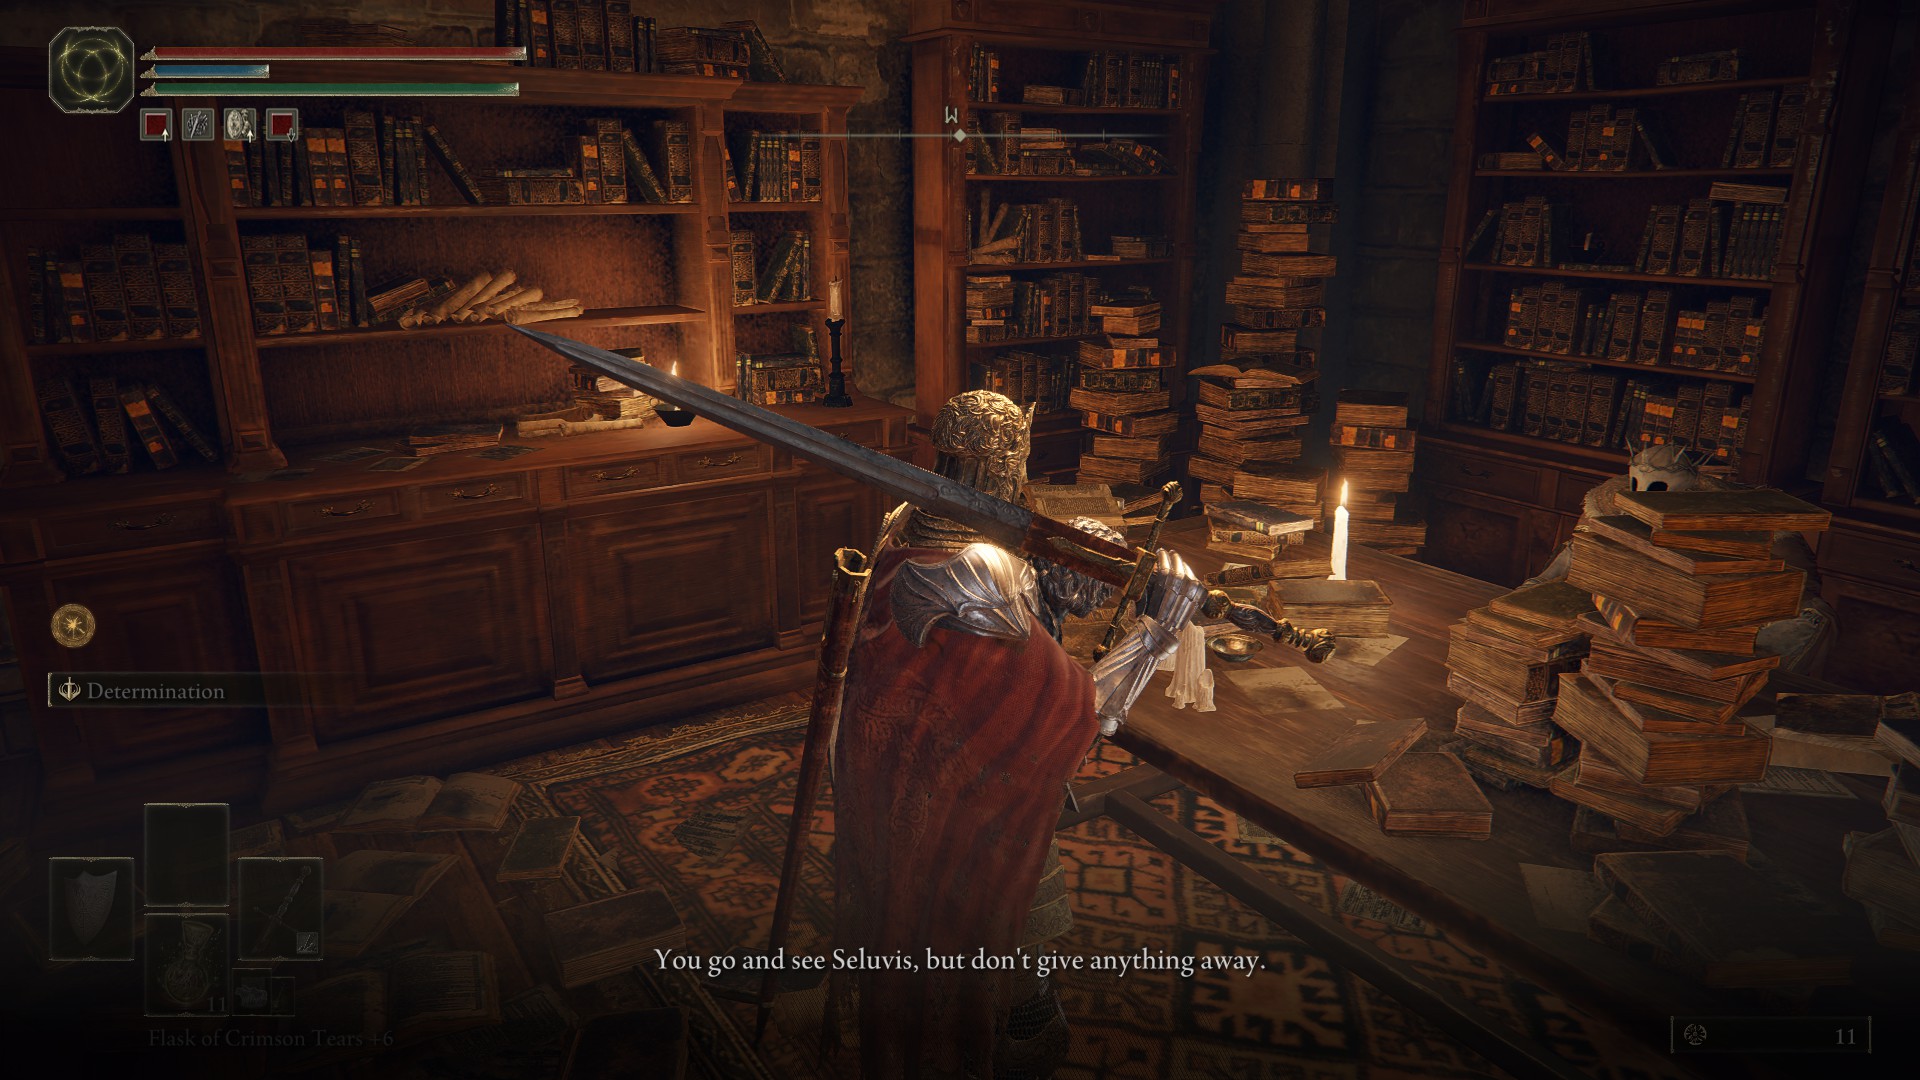 W
Determination
You go and see Seluvis, but don't give anything away.
11
Flask of Crimson Tears +6
11